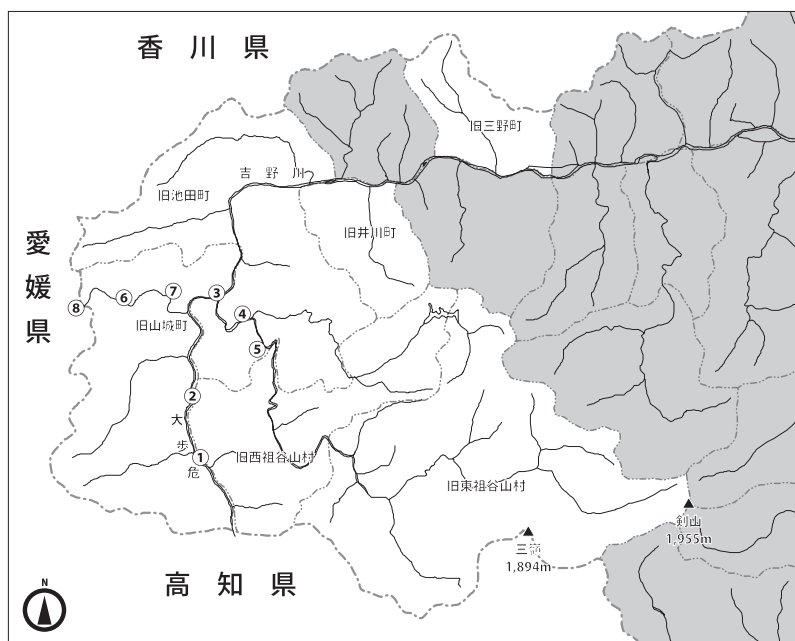 香川県
旧三野町
吉野川
旧池田町
旧井川町
愛媛県
⑧
⑥
⑦
③
④
旧山城町
⑤
②
大歩危
①
旧西祖谷山村
旧東祖谷山村
剣山
1,955m
三嶺
1,894m
高知県
N